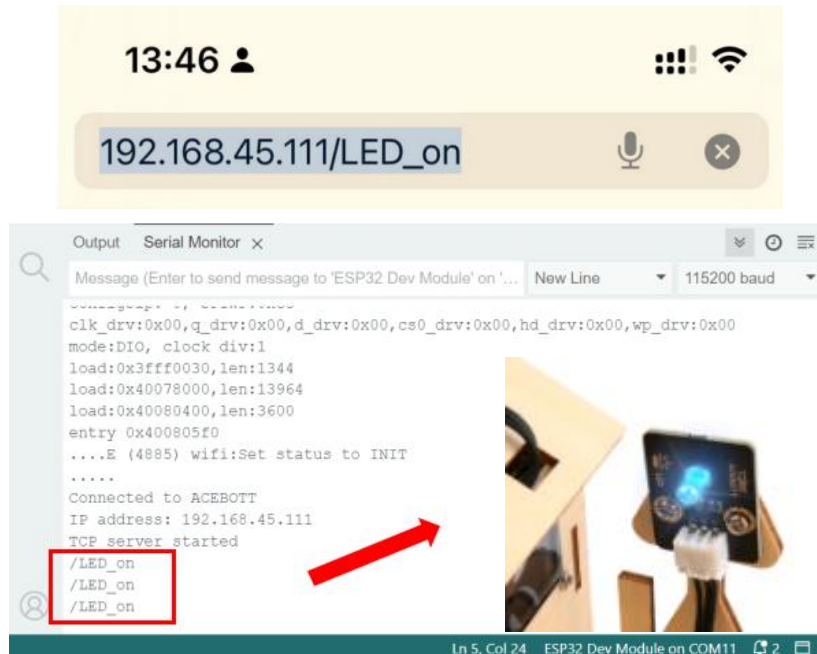 13:46
192.168.45.111/LED_on
Output Serial Monitor ×
Message (Enter to send message to 'ESP32 Dev Module' on '... New Line 115200 baud
clk_drv:0x00,q_drv:0x00,d_drv:0x00,cs0_drv:0x00,hd_drv:0x00,wp_drv:0x00
mode:DIO, clock div:1
load:0x3fff0030,len:1344
load:0x40078000,len:13964
load:0x40080400,len:3600
entry 0x400805f0
....E (4885) wifi:Set status to INIT
.....
Connected to ACEBOTT
IP address: 192.168.45.111
TCP server started
/LED_on
/LED_on
/LED_on
Ln 5, Col 24 ESP32 Dev Module on COM11 2